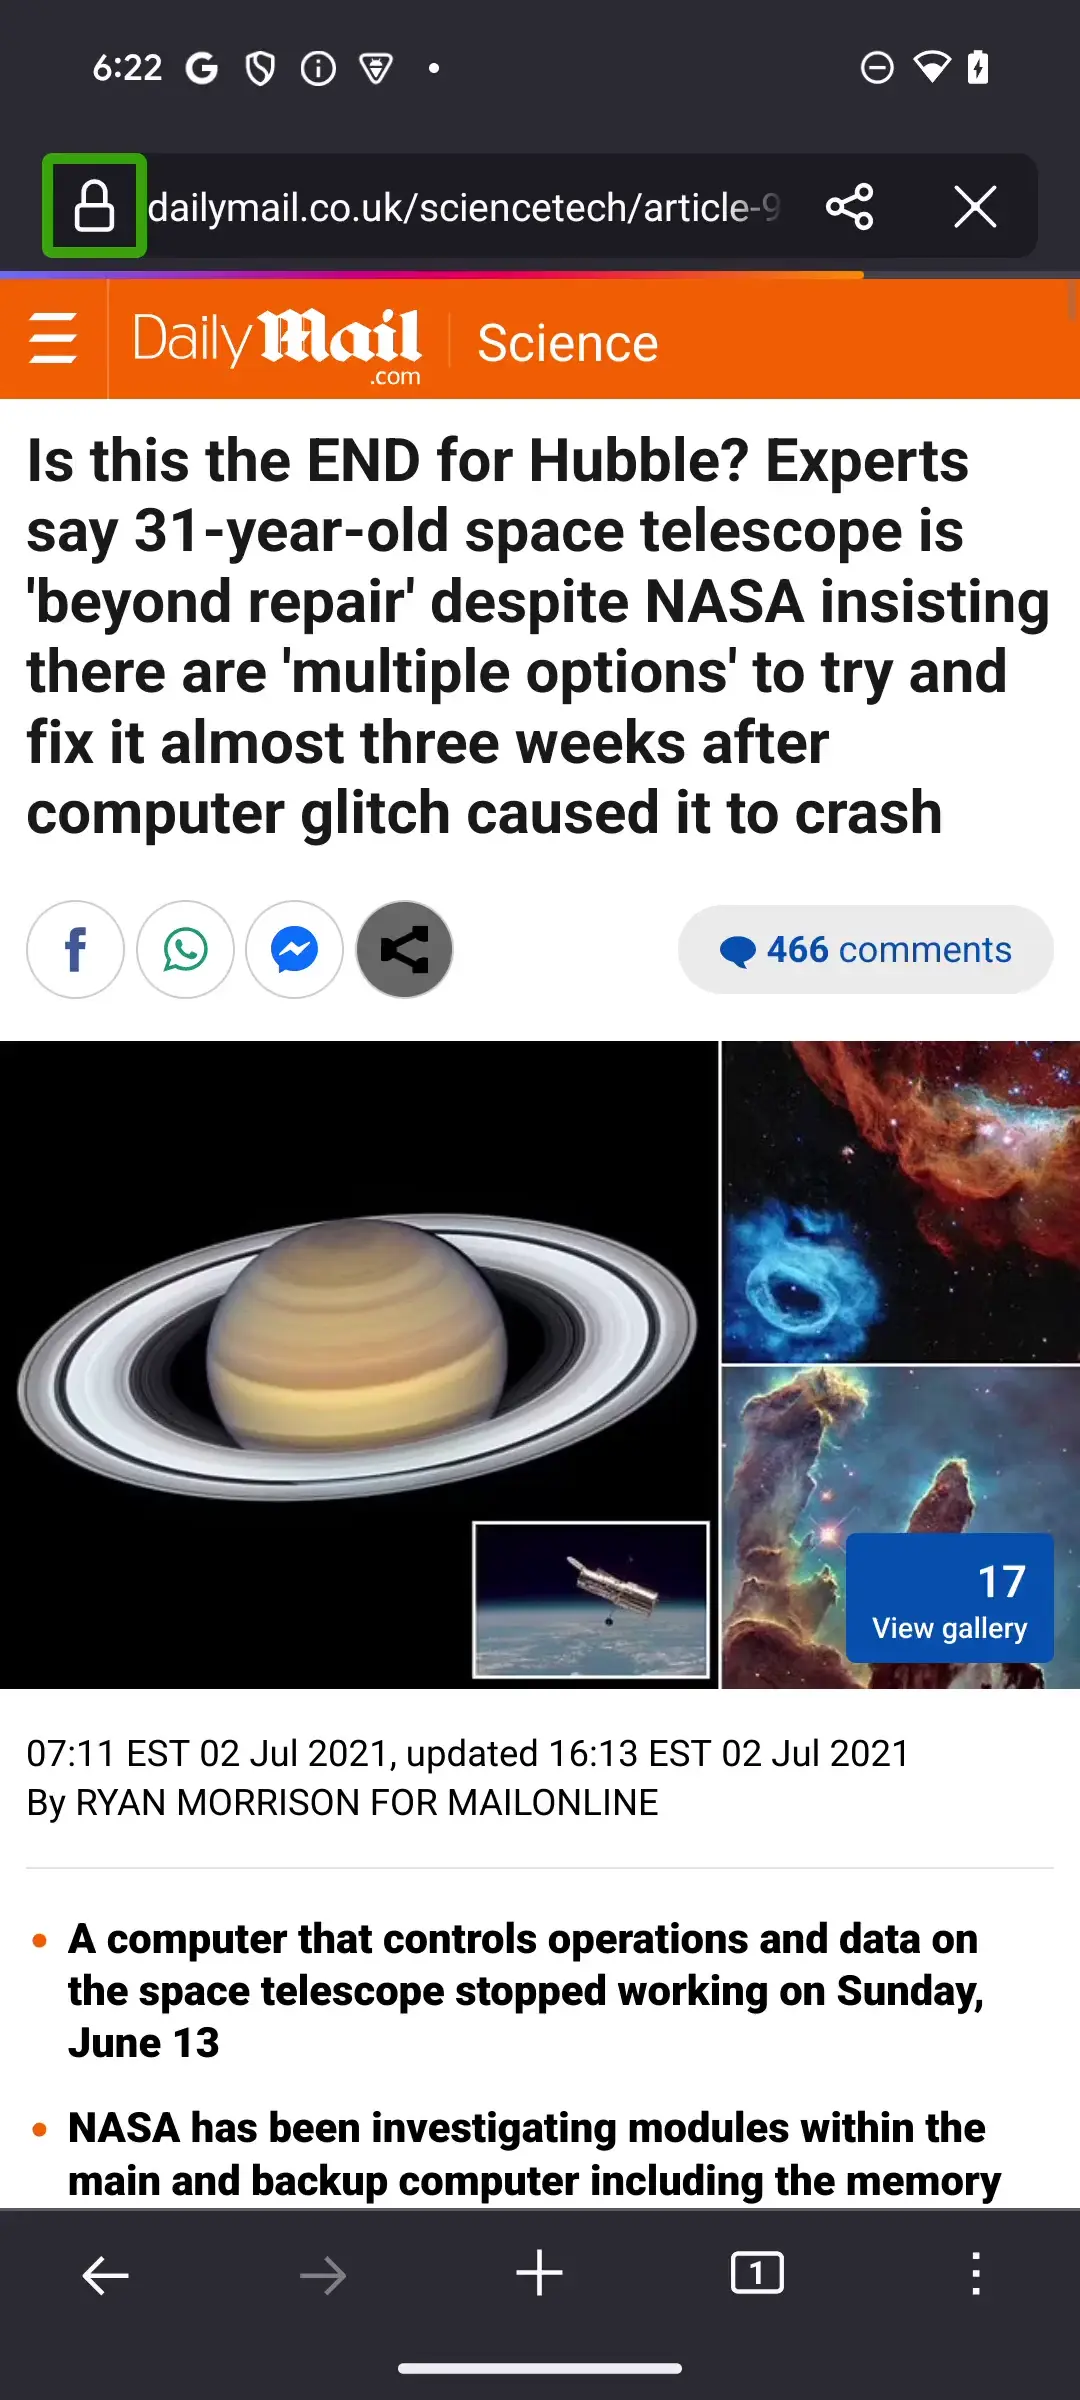 6:22
dailymail.co.uk/sciencetech/article-9
Daily Mail
.com
Science
Is this the END for Hubble? Experts
say 31-year-old space telescope is
'beyond repair' despite NASA insisting
there are 'multiple options' to try and
fix it almost three weeks after
computer glitch caused it to crash
466 comments
17
View gallery
07:11 EST 02 Jul 2021, updated 16:13 EST 02 Jul 2021
By RYAN MORRISON FOR MAILONLINE
• A computer that controls operations and data on
the space telescope stopped working on Sunday,
June 13
• NASA has been investigating modules within the
main and backup computer including the memory
1